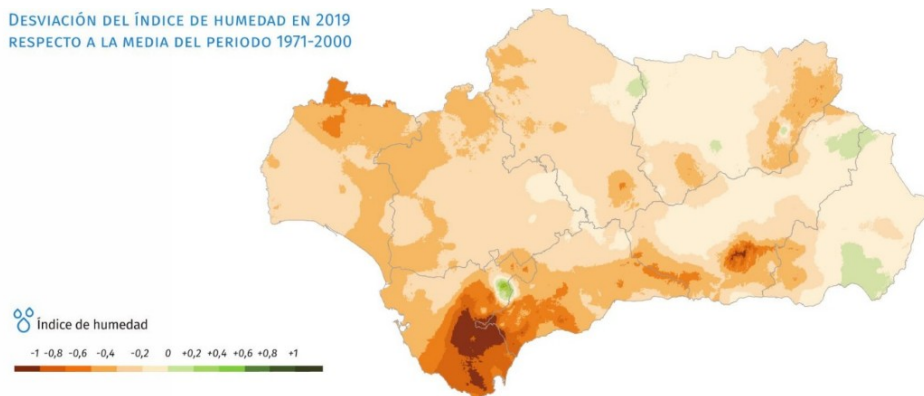 DESVIACIÓN DEL ÍNDICE DE HUMEDAD EN 2019
RESPECTO A LA MEDIA DEL PERIODO 1971-2000
Índice de humedad
-1 -0,8 -0,6 -0,4 -0,2 0 +0,2 +0,4 +0,6 +0,8 +1